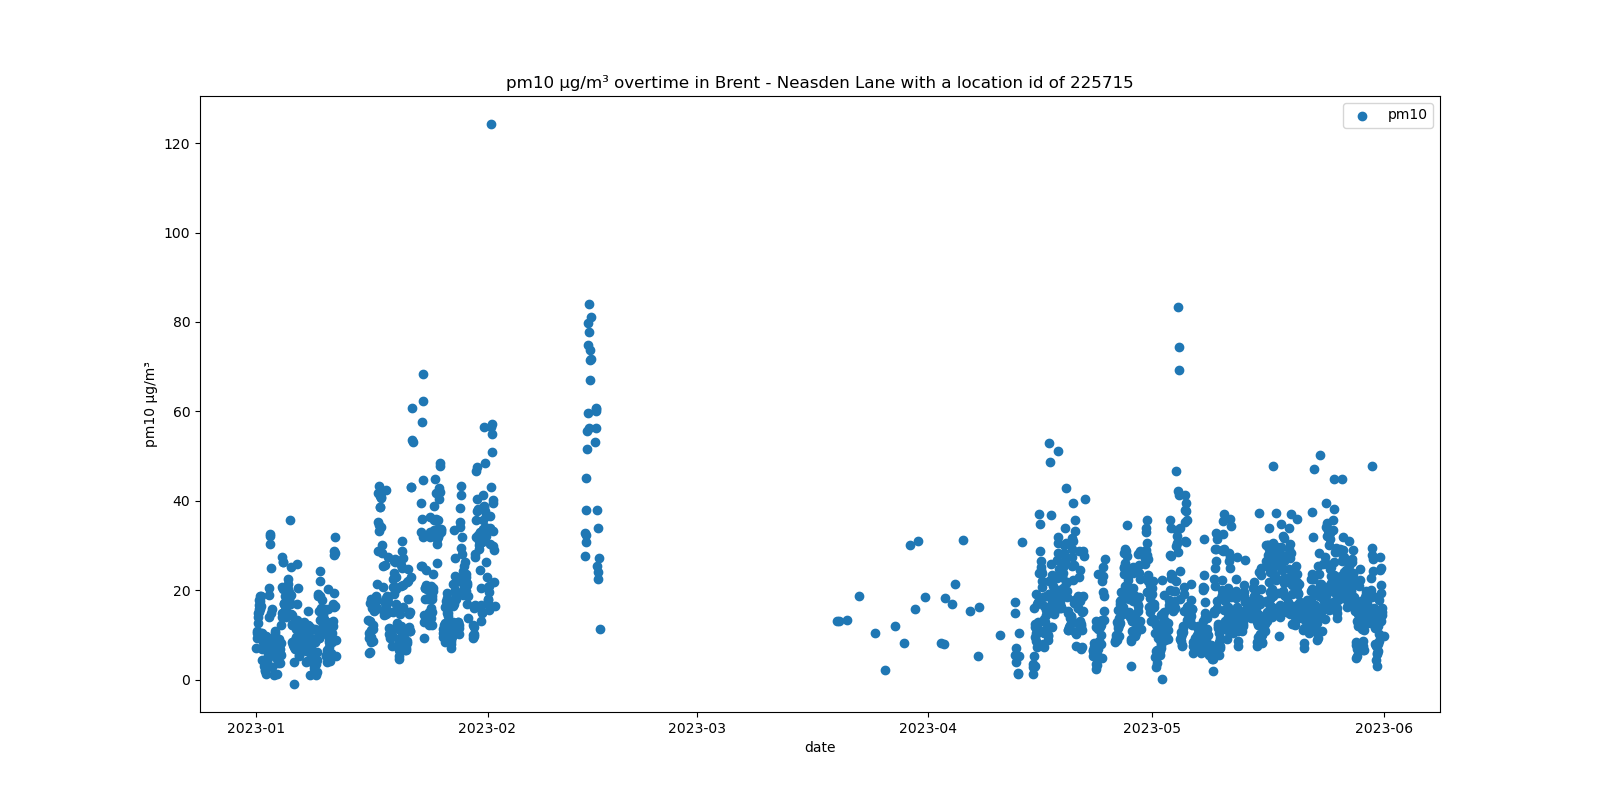 pm10 µg/m³ overtime in Brent - Neasden Lane with a location id of 225715
pm10
120
100
80
60
40
20
0
pm10 µg/m³
2023-01 2023-02 2023-03 2023-04 2023-05 2023-06
date